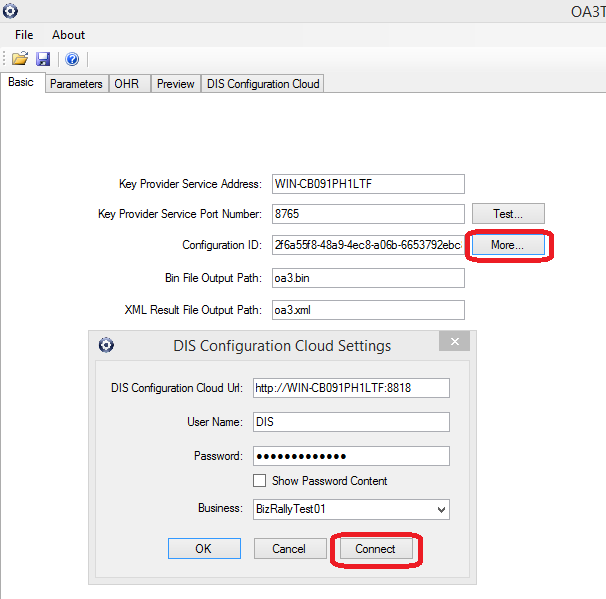 OA3T
File About
Basic Parameters OHR Preview DIS Configuration Cloud
Key Provider Service Address: WIN-CB091PH1LTF
Key Provider Service Port Number: 8765 Test...
Configuration ID: 2f6a55f8-48a9-4ec8-a06b-6653792ebc More...
Bin File Output Path: oa3.bin
XML Result File Output Path: oa3.xml
DIS Configuration Cloud Settings
DIS Configuration Cloud Url: http://WIN-CB091PH1LTF:8818
User Name: DIS
Password: ●●●●●●●●●●●●●
Show Password Content
Business: BizRallyTest01
OK Cancel Connect